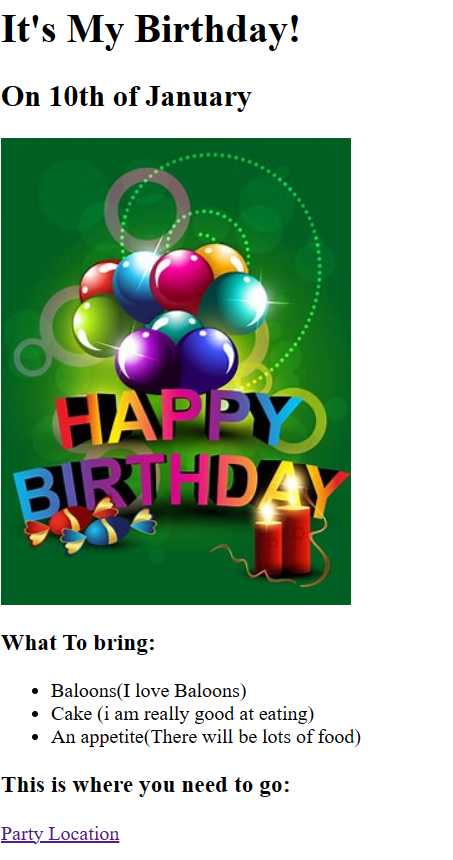 It's My Birthday!
On 10th of January
HAPPY
BIRTHDAY
What To bring:
Baloons(I love Baloons)
Cake (i am really good at eating)
An appetite(There will be lots of food)
This is where you need to go:
Party Location